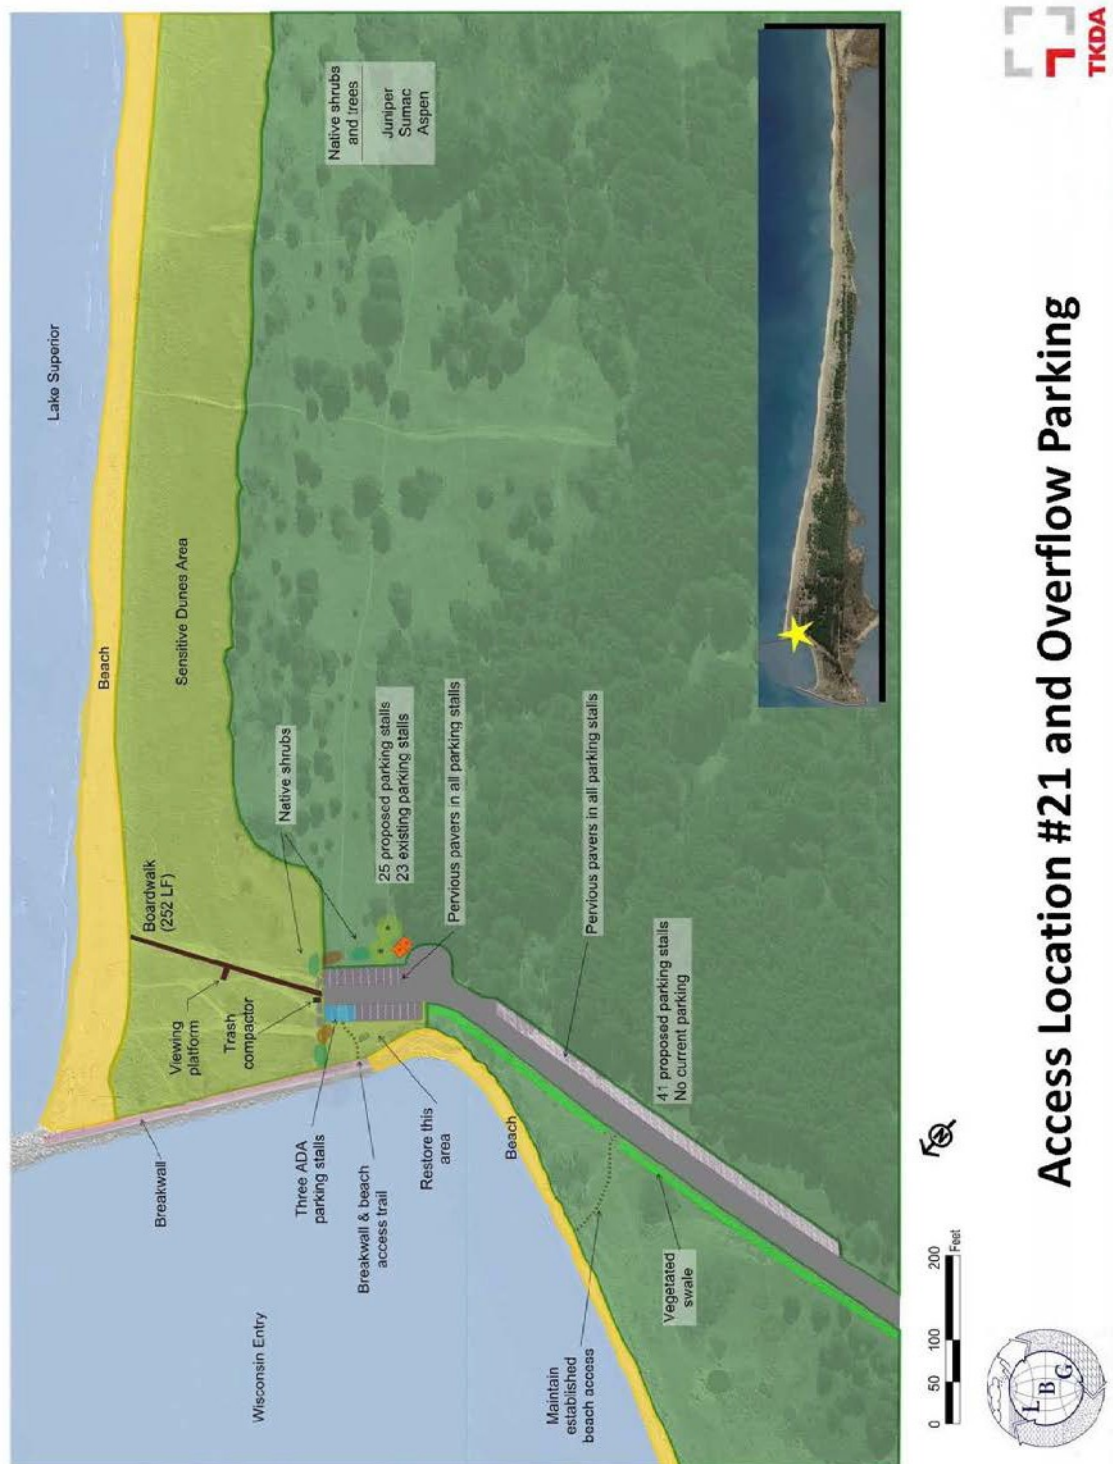 Lake Superior
Beach
Sensitive Dunes Area
Native shrubs
and trees
Juniper
Sumac
Aspen
Boardwalk
(252 LF)
Viewing
platform
Trash
compactor
Native shrubs
25 proposed parking stalls
23 existing parking stalls
Pervious pavers in all parking stalls
Breakwall
Three ADA
parking stalls
Breakwall & beach
access trail
Restore this
area
Wisconsin Entry
Beach
Pervious pavers in all parking stalls
41 proposed parking stalls
No current parking
Maintain
established
beach access
Vegetated
swale
0 50 100 200
Feet
N
LBG
Access Location #21 and Overflow Parking
TKDA